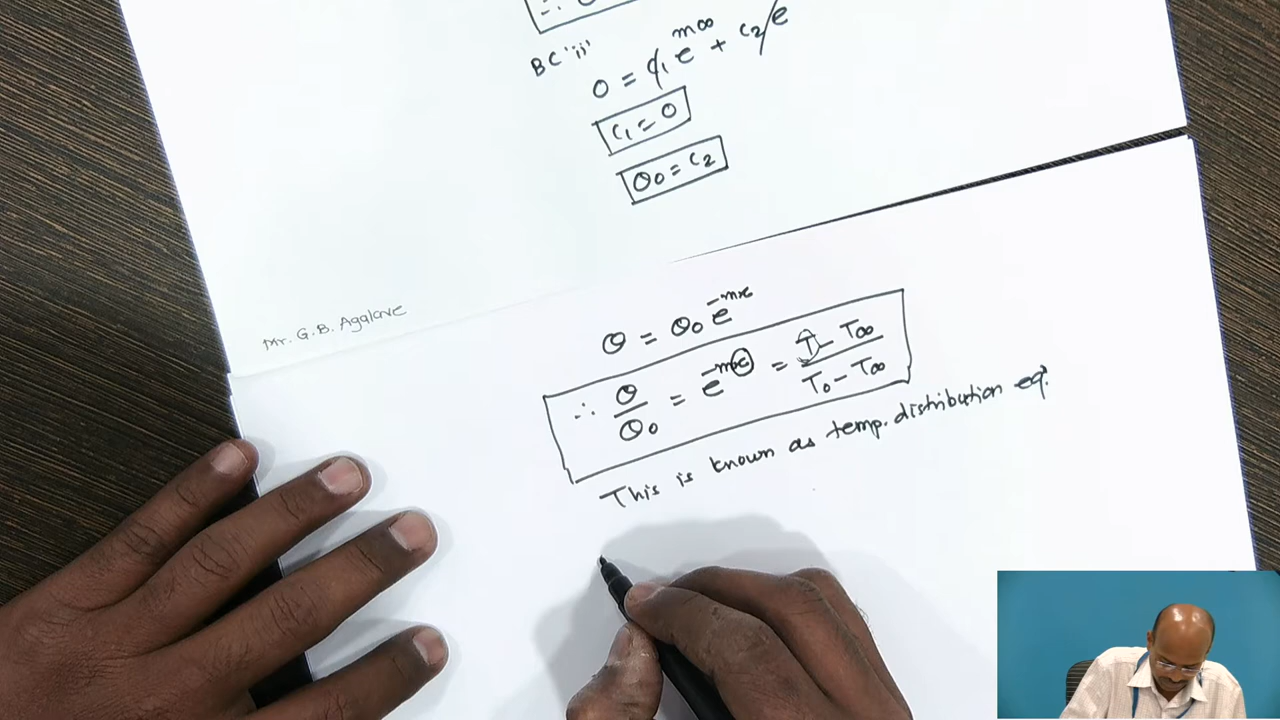 BC 'ii'
0 = c₁ e^{m∞} + c₂/e
c₁ = 0
θ₀ = c₂
Mr. G.B. Agalave
θ = θ₀ e^{-mx}
∴ θ/θ₀ = e^{-mx} = (T - T∞)/(T₀ - T∞)
This is known as temp. distribution eqⁿ.